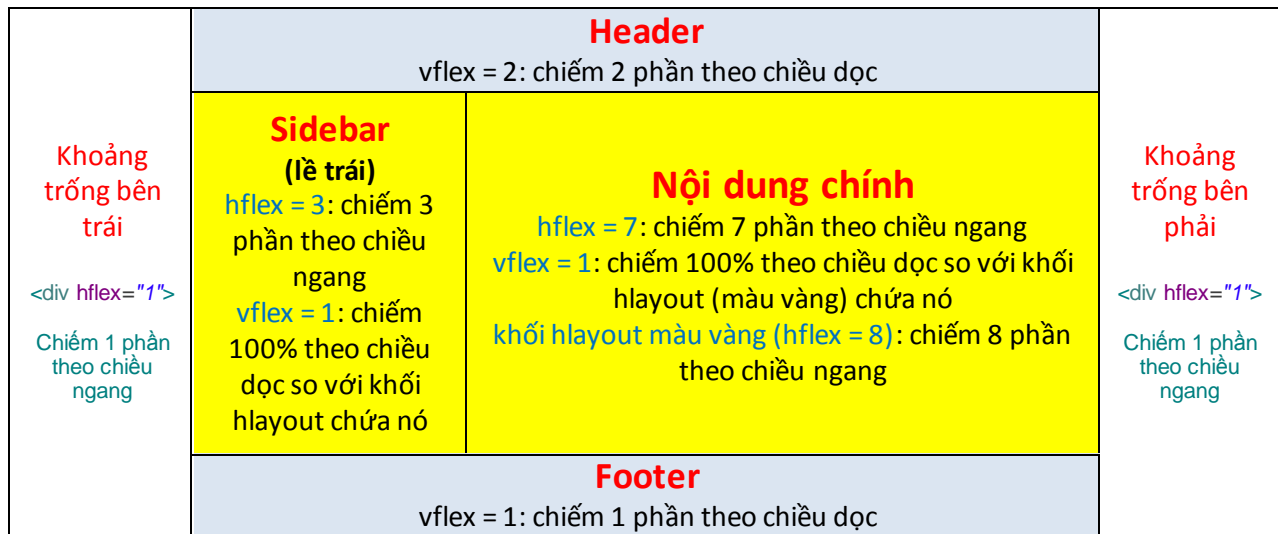 Header
vflex = 2: chiếm 2 phần theo chiều dọc
Khoảng
trống bên
trái
<div hflex="1">
Chiếm 1 phần
theo chiều
ngang
Sidebar
(lề trái)
hflex = 3: chiếm 3
phần theo chiều
ngang
vflex = 1: chiếm
100% theo chiều
dọc so với khối
hlayout chứa nó
Nội dung chính
hflex = 7: chiếm 7 phần theo chiều ngang
vflex = 1: chiếm 100% theo chiều dọc so với khối
hlayout (màu vàng) chứa nó
khối hlayout màu vàng (hflex = 8): chiếm 8 phần
theo chiều ngang
Khoảng
trống bên
phải
<div hflex="1">
Chiếm 1 phần
theo chiều
ngang
Footer
vflex = 1: chiếm 1 phần theo chiều dọc